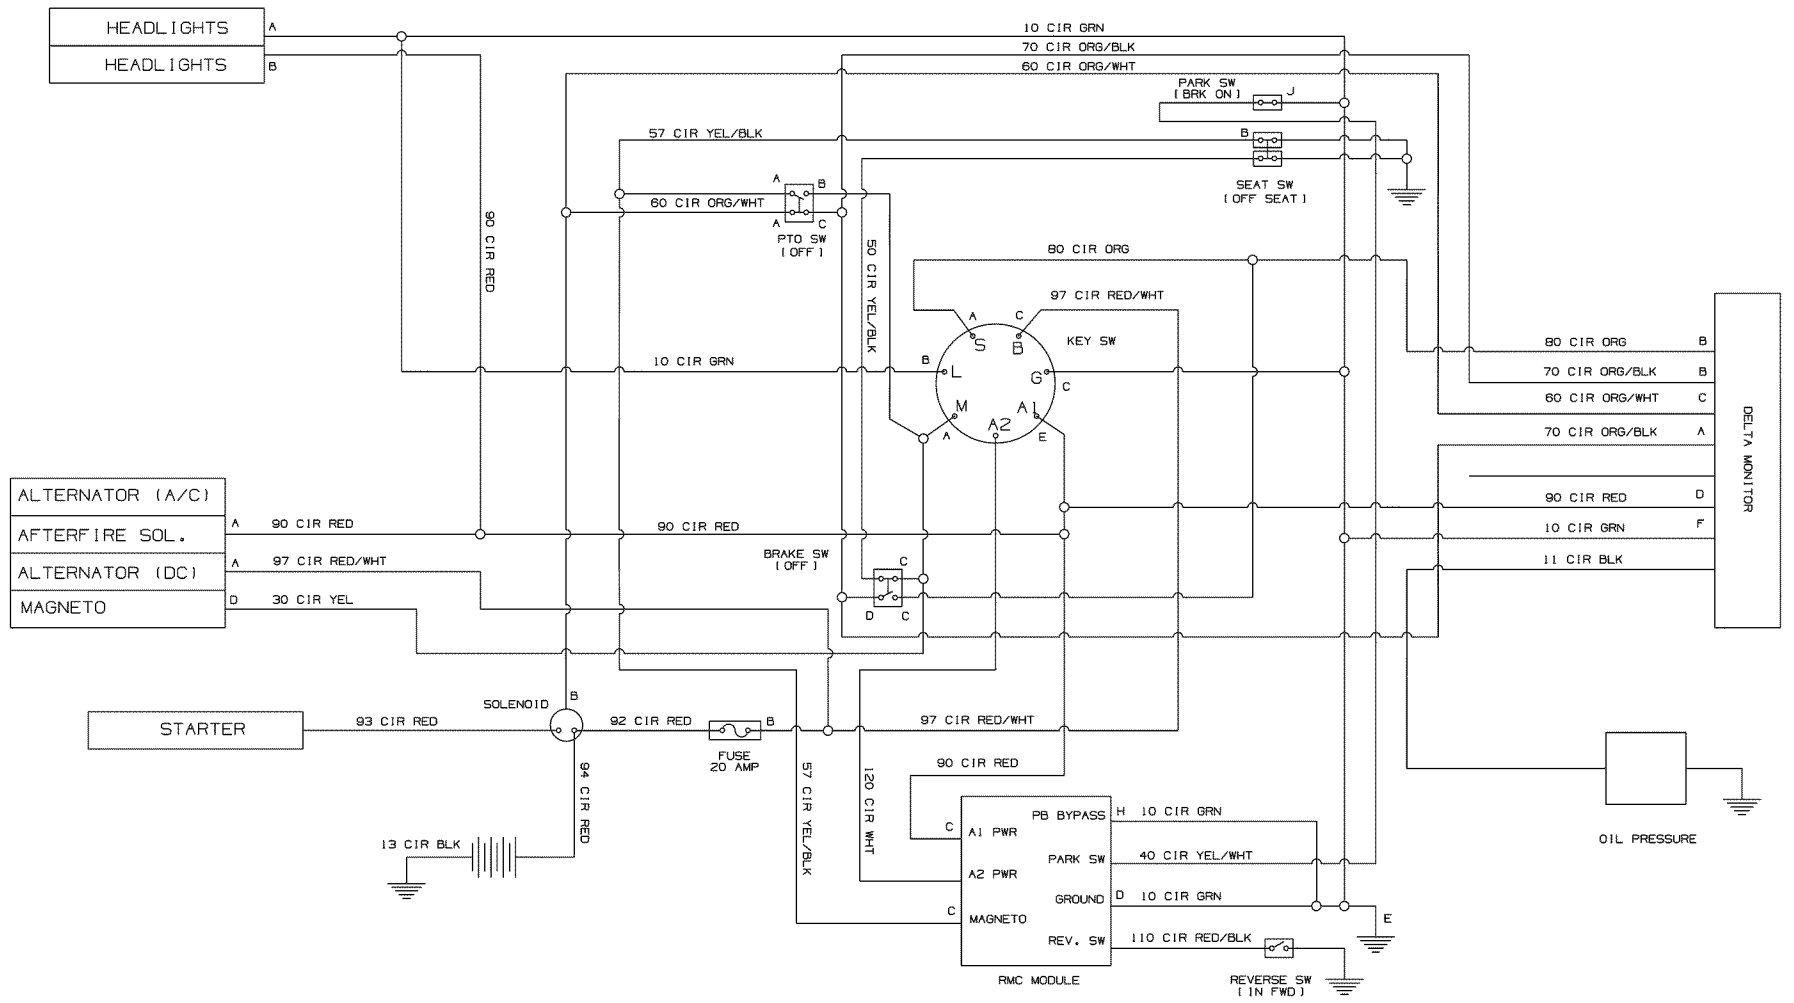 HEADLIGHTS A
HEADLIGHTS B
10 CIR GRN
70 CIR ORG/BLK
60 CIR ORG/WHT
PARK SW
[ BRK ON ] J
57 CIR YEL/BLK B
SEAT SW
[ OFF SEAT ]
A B
60 CIR ORG/WHT
A C
PTO SW
[ OFF ]
90 CIR RED
50 CIR YEL/BLK
80 CIR ORG
97 CIR RED/WHT
A C
S B
KEY SW
10 CIR GRN B
L G
C
M A1
A2
A E
80 CIR ORG B
70 CIR ORG/BLK B
60 CIR ORG/WHT C
70 CIR ORG/BLK A
90 CIR RED D
10 CIR GRN F
11 CIR BLK
DELTA MONITOR
ALTERNATOR (A/C)
AFTERFIRE SOL. A 90 CIR RED
90 CIR RED
ALTERNATOR (DC) A 97 CIR RED/WHT
MAGNETO D 30 CIR YEL
BRAKE SW
[ OFF ]
C
D C
SOLENOID B
STARTER
93 CIR RED
92 CIR RED
B
FUSE
20 AMP
97 CIR RED/WHT
94 CIR RED
57 CIR YEL/BLK
120 CIR WHT
90 CIR RED
13 CIR BLK
C A1 PWR
A2 PWR
C MAGNETO
PB BYPASS H 10 CIR GRN
PARK SW 40 CIR YEL/WHT
GROUND D 10 CIR GRN
E
REV. SW 110 CIR RED/BLK
RMC MODULE
REVERSE SW
[ IN FWD ]
OIL PRESSURE